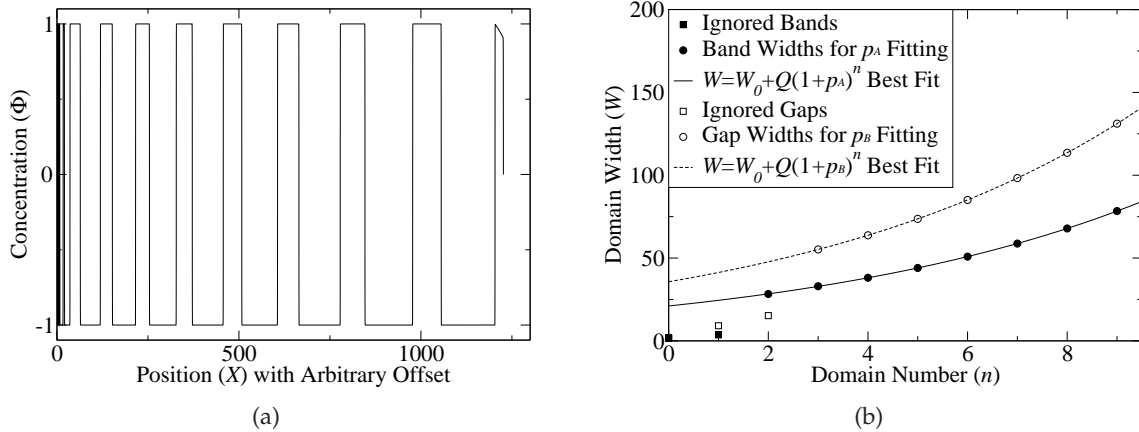 1
0
-1
Concentration (Φ)
0
500
1000
Position (X) with Arbitrary Offset
(a)
200
150
100
50
0
Domain Width (W)
Ignored Bands
Band Widths for pA Fitting
W=W0+Q(1+pA)n Best Fit
Ignored Gaps
Gap Widths for pB Fitting
W=W0+Q(1+pB)n Best Fit
0
2
4
6
8
Domain Number (n)
(b)